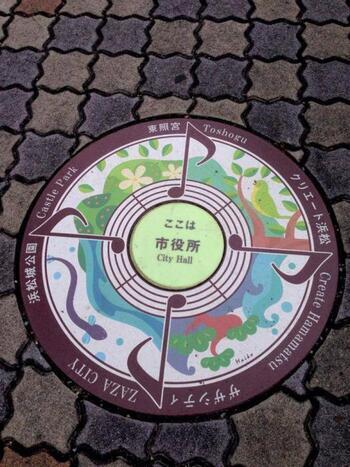 東照宮 Toshogu
クリエート浜松
Create Hamamatsu
ザザシティ
ZAZA CITY
浜松城公園
Castle Park
ここは
市役所
City Hall